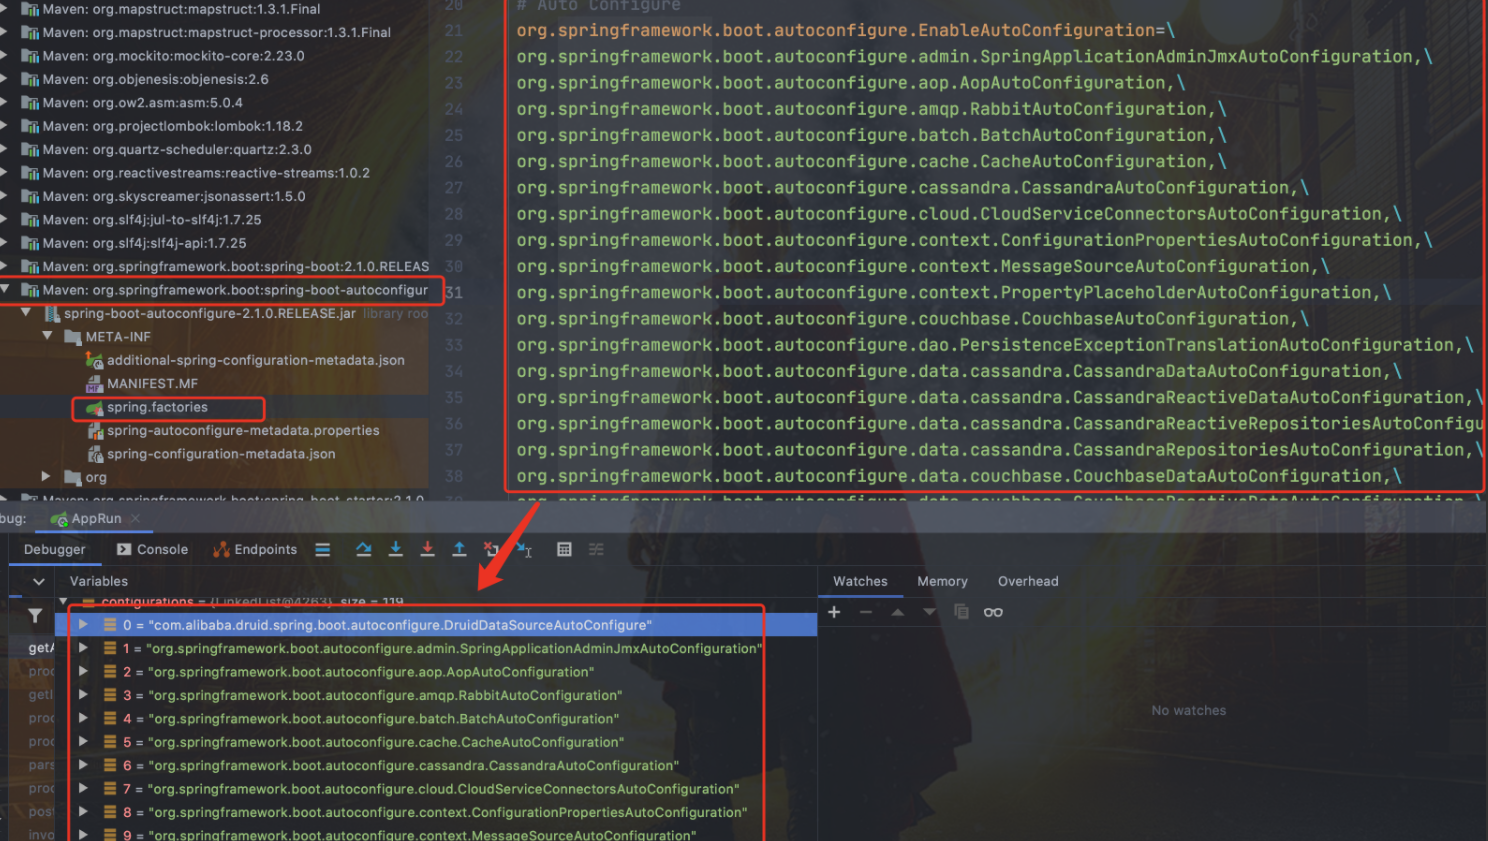 Maven: org.mapstruct:mapstruct:1.3.1.Final
Maven: org.mapstruct:mapstruct-processor:1.3.1.Final
Maven: org.mockito:mockito-core:2.23.0
Maven: org.objenesis:objenesis:2.6
Maven: org.ow2.asm:asm:5.0.4
Maven: org.projectlombok:lombok:1.18.2
Maven: org.quartz-scheduler:quartz:2.3.0
Maven: org.reactivestreams:reactive-streams:1.0.2
Maven: org.skyscreamer:jsonassert:1.5.0
Maven: org.slf4j:jul-to-slf4j:1.7.25
Maven: org.slf4j:slf4j-api:1.7.25
Maven: org.springframework.boot:spring-boot:2.1.0.RELEAS
Maven: org.springframework.boot:spring-boot-autoconfigur
spring-boot-autoconfigure-2.1.0.RELEASE.jar library roo
META-INF
additional-spring-configuration-metadata.json
MANIFEST.MF
spring.factories
spring-autoconfigure-metadata.properties
spring-configuration-metadata.json
org
Maven: org.springframework.boot:spring-boot-starter:2.1.0
20 # Auto Configure
21 org.springframework.boot.autoconfigure.EnableAutoConfiguration=\
22 org.springframework.boot.autoconfigure.admin.SpringApplicationAdminJmxAutoConfiguration,\
23 org.springframework.boot.autoconfigure.aop.AopAutoConfiguration,\
24 org.springframework.boot.autoconfigure.amqp.RabbitAutoConfiguration,\
25 org.springframework.boot.autoconfigure.batch.BatchAutoConfiguration,\
26 org.springframework.boot.autoconfigure.cache.CacheAutoConfiguration,\
27 org.springframework.boot.autoconfigure.cassandra.CassandraAutoConfiguration,\
28 org.springframework.boot.autoconfigure.cloud.CloudServiceConnectorsAutoConfiguration,\
29 org.springframework.boot.autoconfigure.context.ConfigurationPropertiesAutoConfiguration,\
30 org.springframework.boot.autoconfigure.context.MessageSourceAutoConfiguration,\
31 org.springframework.boot.autoconfigure.context.PropertyPlaceholderAutoConfiguration,\
32 org.springframework.boot.autoconfigure.couchbase.CouchbaseAutoConfiguration,\
33 org.springframework.boot.autoconfigure.dao.PersistenceExceptionTranslationAutoConfiguration,\
34 org.springframework.boot.autoconfigure.data.cassandra.CassandraDataAutoConfiguration,\
35 org.springframework.boot.autoconfigure.data.cassandra.CassandraReactiveDataAutoConfiguration,\
36 org.springframework.boot.autoconfigure.data.cassandra.CassandraReactiveRepositoriesAutoConfigu
37 org.springframework.boot.autoconfigure.data.cassandra.CassandraRepositoriesAutoConfiguration,\
38 org.springframework.boot.autoconfigure.data.couchbase.CouchbaseDataAutoConfiguration,\
39 org.springframework.boot.autoconfigure.data.couchbase.CouchbaseReactiveDataAutoConfiguration,\
bug: AppRun
Debugger Console Endpoints
Variables
configurations = {LinkedList@4263} size = 119
0 = "com.alibaba.druid.spring.boot.autoconfigure.DruidDataSourceAutoConfigure"
1 = "org.springframework.boot.autoconfigure.admin.SpringApplicationAdminJmxAutoConfiguration"
2 = "org.springframework.boot.autoconfigure.aop.AopAutoConfiguration"
3 = "org.springframework.boot.autoconfigure.amqp.RabbitAutoConfiguration"
4 = "org.springframework.boot.autoconfigure.batch.BatchAutoConfiguration"
5 = "org.springframework.boot.autoconfigure.cache.CacheAutoConfiguration"
6 = "org.springframework.boot.autoconfigure.cassandra.CassandraAutoConfiguration"
7 = "org.springframework.boot.autoconfigure.cloud.CloudServiceConnectorsAutoConfiguration"
8 = "org.springframework.boot.autoconfigure.context.ConfigurationPropertiesAutoConfiguration"
9 = "org.springframework.boot.autoconfigure.context.MessageSourceAutoConfiguration"
getA
proc
getI
proc
proc
pars
proc
post
invo
Watches Memory Overhead
No watches